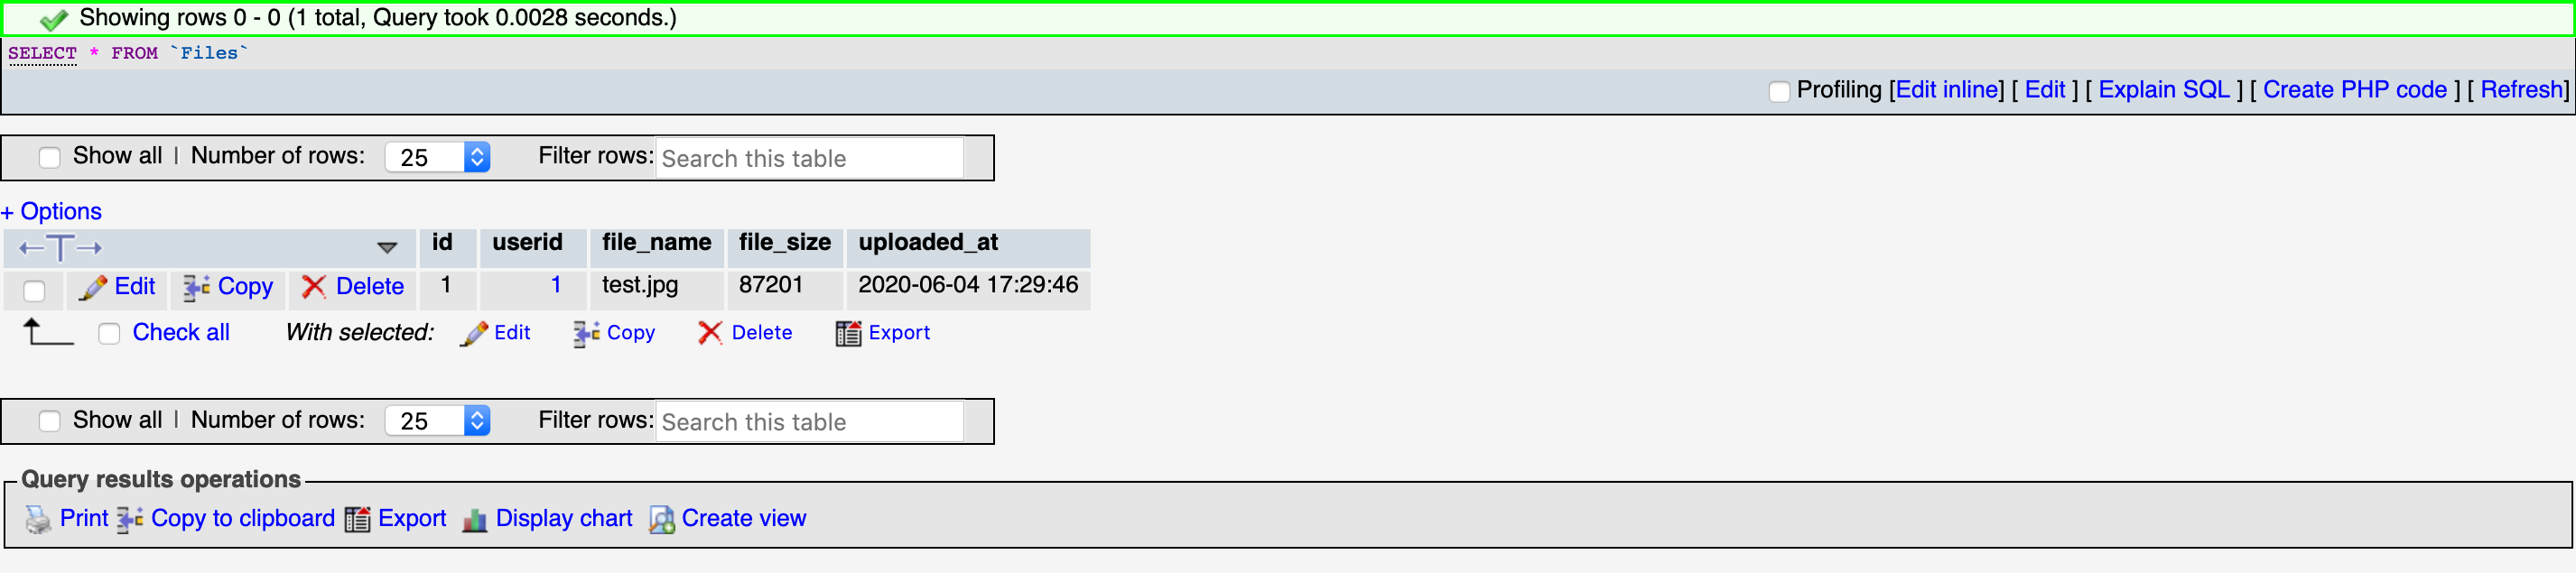 Showing rows 0 - 0 (1 total, Query took 0.0028 seconds.)
SELECT * FROM `Files`
Profiling [Edit inline] [ Edit ] [ Explain SQL ] [ Create PHP code ] [ Refresh]
Show all | Number of rows: 25 Filter rows: Search this table
+ Options
id userid file_name file_size uploaded_at
Edit Copy Delete 1 1 test.jpg 87201 2020-06-04 17:29:46
Check all With selected: Edit Copy Delete Export
Show all | Number of rows: 25 Filter rows: Search this table
Query results operations
Print Copy to clipboard Export Display chart Create view